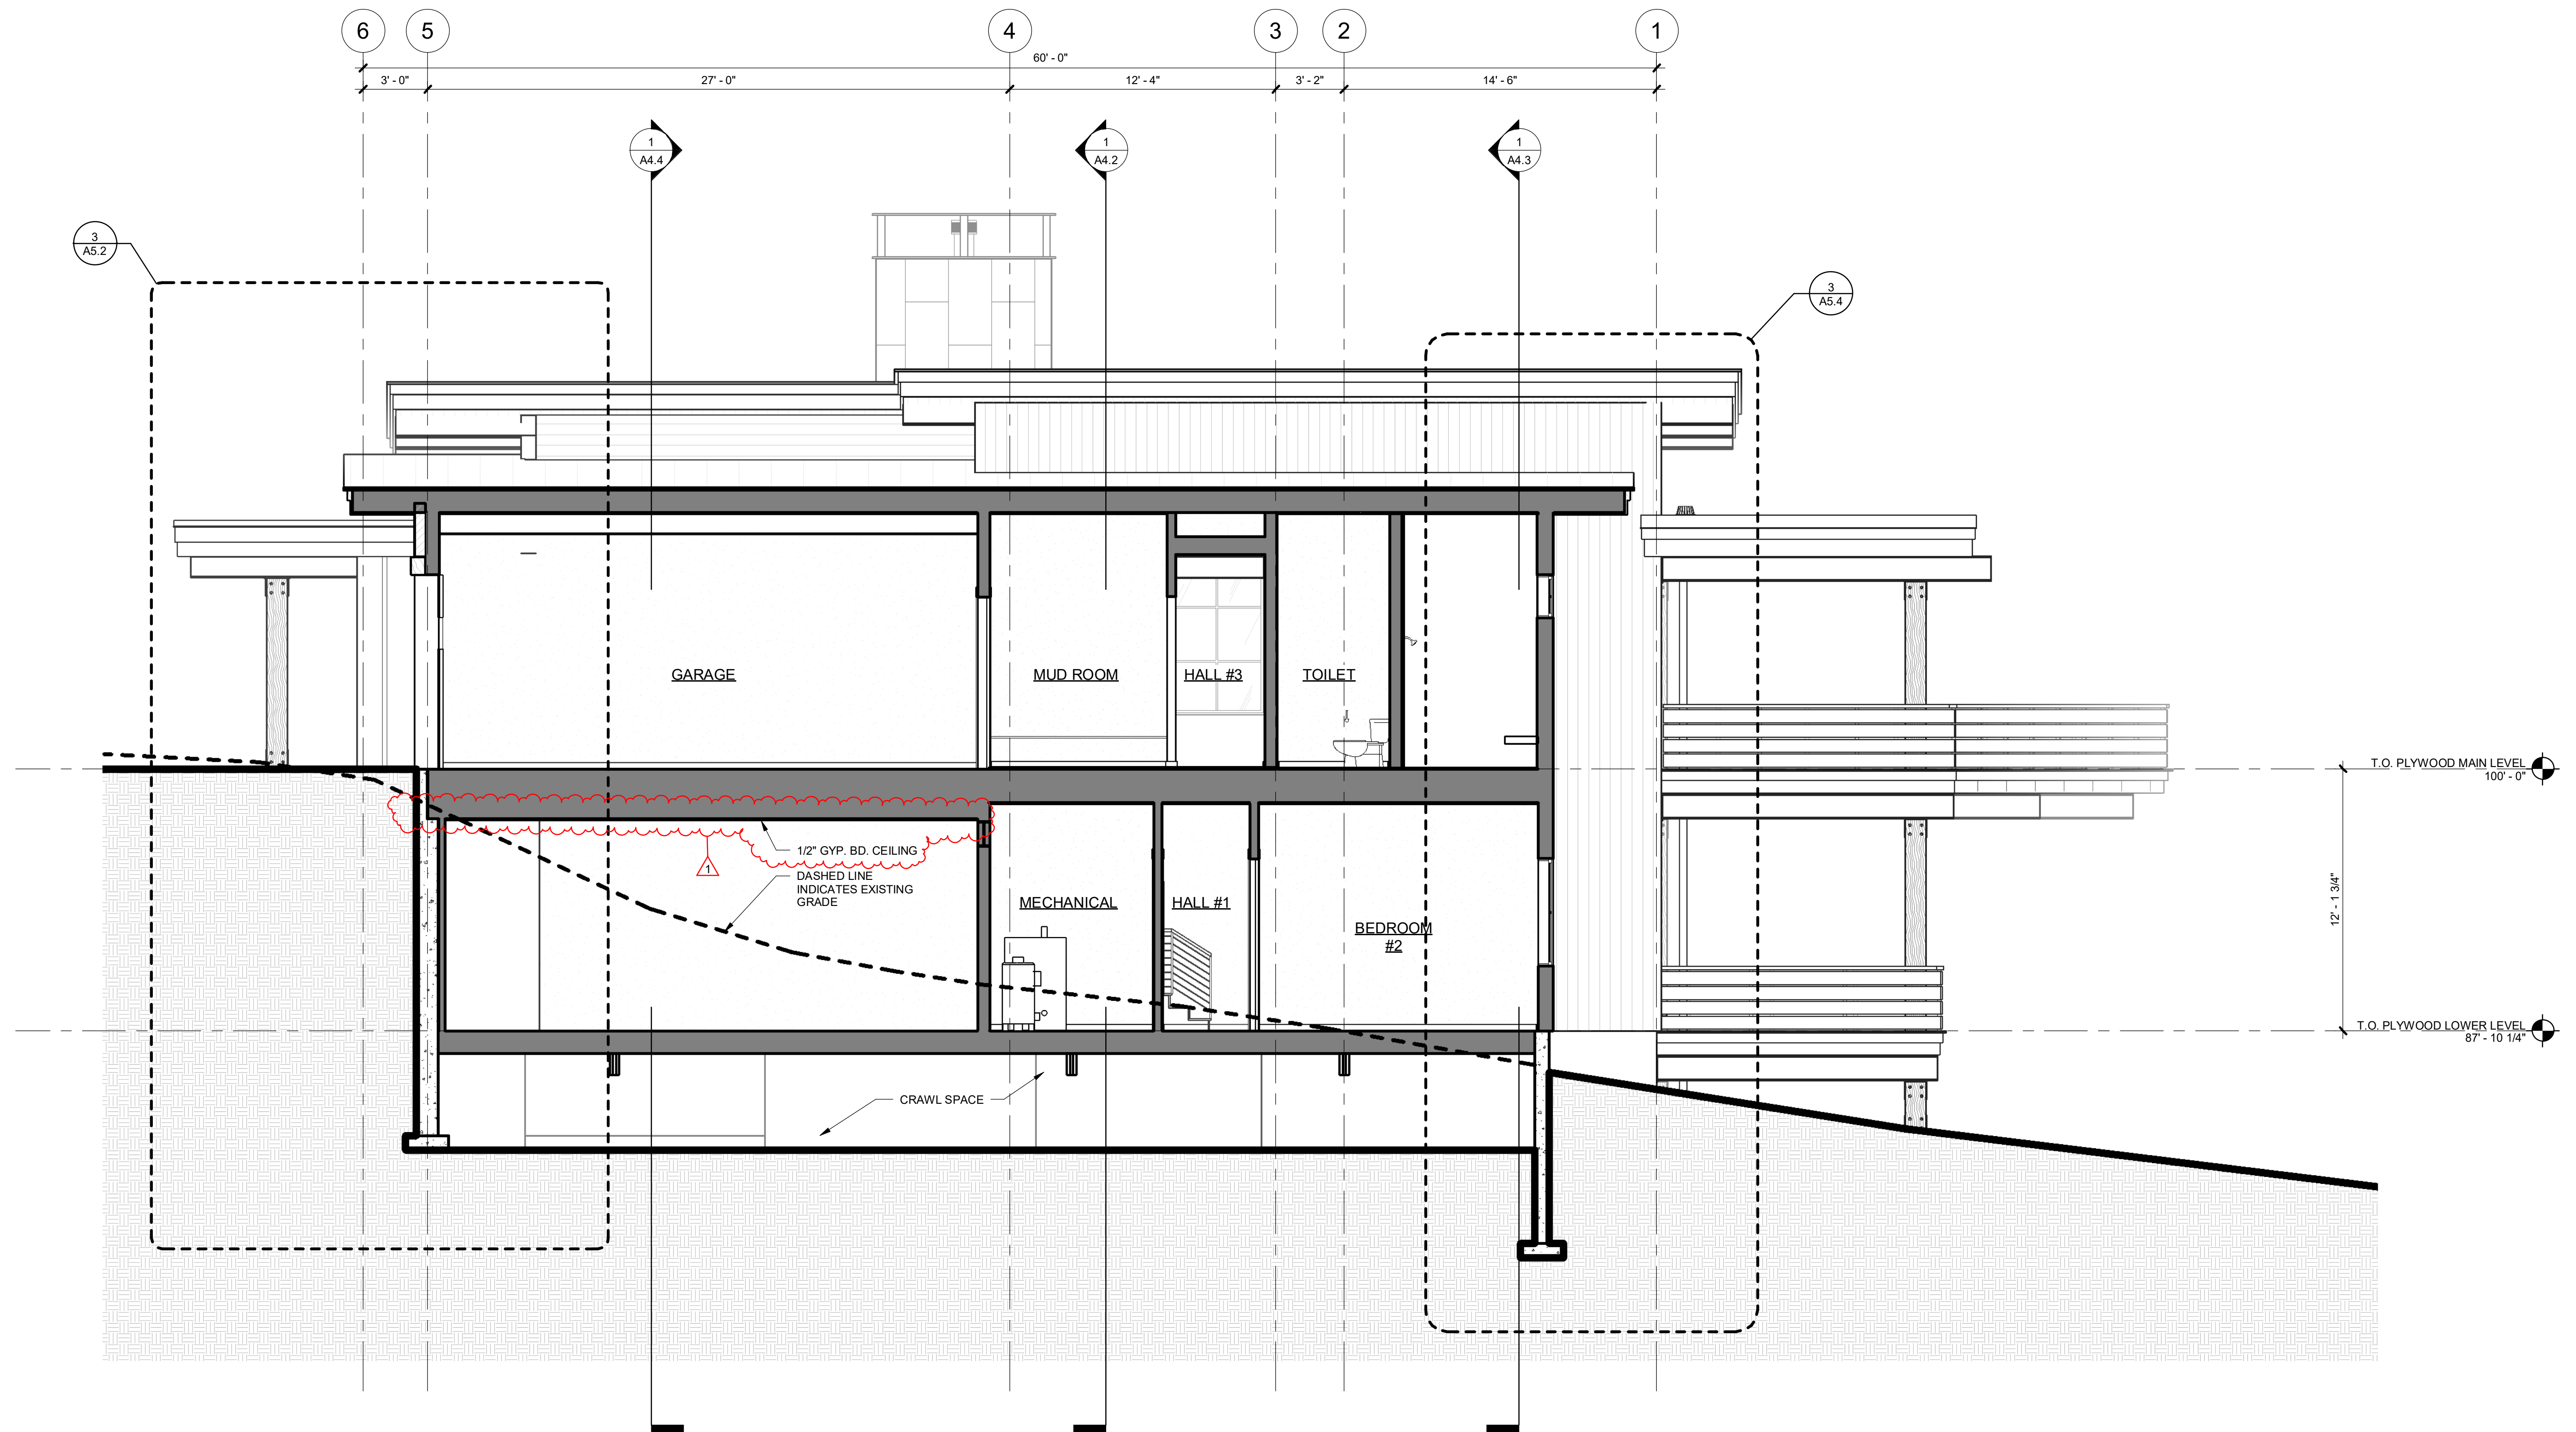 6
5
4
3
2
1
60' - 0"
3' - 0"
27' - 0"
12' - 4"
3' - 2"
14' - 6"
1
A4.4
1
A4.2
1
A4.3
3
A5.2
3
A5.4
GARAGE
MUD ROOM
HALL #3
TOILET
T.O. PLYWOOD MAIN LEVEL
100' - 0"
1/2" GYP. BD. CEILING
1
DASHED LINE
INDICATES EXISTING
GRADE
MECHANICAL
HALL #1
BEDROOM
#2
12' - 1 3/4"
T.O. PLYWOOD LOWER LEVEL
87' - 10 1/4"
CRAWL SPACE